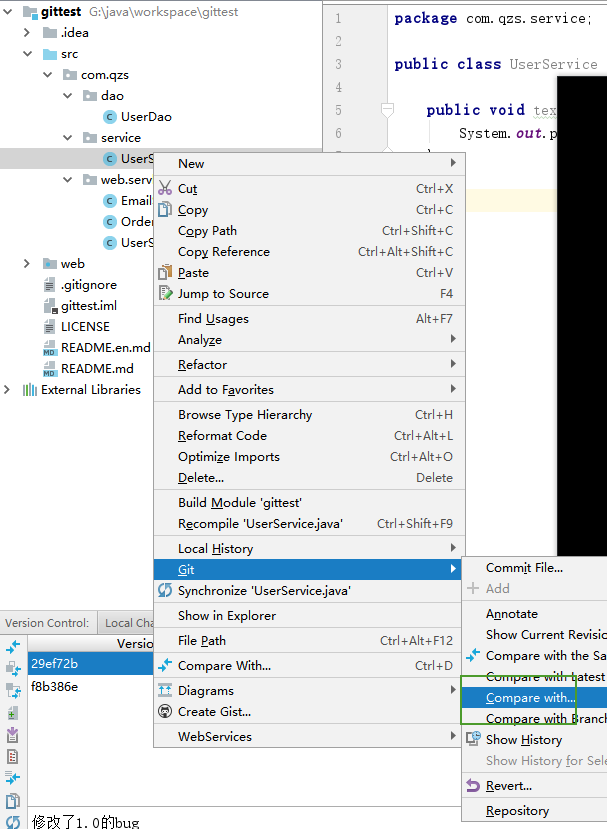 gittest G:\java\workspace\gittest
.idea
src
com.qzs
dao
UserDao
service
UserS
web.serv
Email
Order
UserS
web
.gitignore
gittest.iml
LICENSE
README.en.md
README.md
External Libraries
1 package com.qzs.service;
2
3 public class UserService
4
5 public void tex
6 System.out.p
New
Cut Ctrl+X
Copy Ctrl+C
Copy Path Ctrl+Shift+C
Copy Reference Ctrl+Alt+Shift+C
Paste Ctrl+V
Jump to Source F4
Find Usages Alt+F7
Analyze
Refactor
Add to Favorites
Browse Type Hierarchy Ctrl+H
Reformat Code Ctrl+Alt+L
Optimize Imports Ctrl+Alt+O
Delete... Delete
Build Module 'gittest'
Recompile 'UserService.java' Ctrl+Shift+F9
Local History
Git
Synchronize 'UserService.java'
Show in Explorer
File Path Ctrl+Alt+F12
Compare With... Ctrl+D
Diagrams
Create Gist...
WebServices
Commit File...
Add
Annotate
Show Current Revisio
Compare with the Sa
Compare with Latest
Compare with...
Compare with Branch
Show History
Show History for Sele
Revert...
Repository
Version Control: Local Cha
Versio
29ef72b
f8b386e
修改了1.0的bug